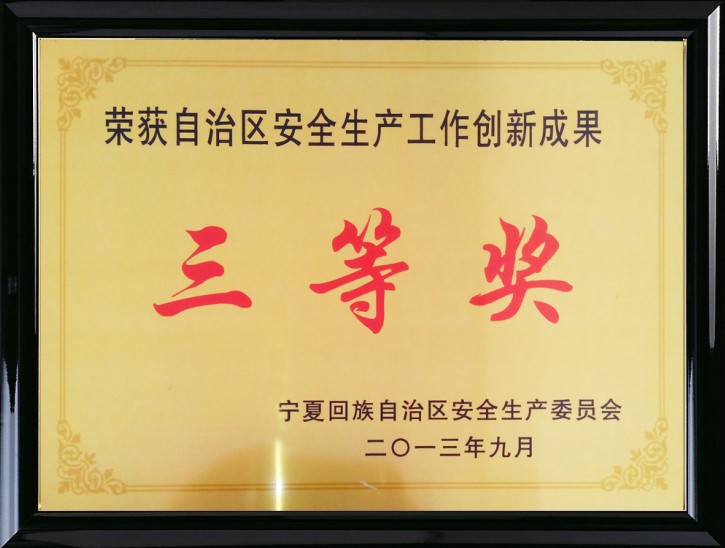 荣获自治区安全生产工作创新成果
三等奖
宁夏回族自治区安全生产委员会
二〇一三年九月